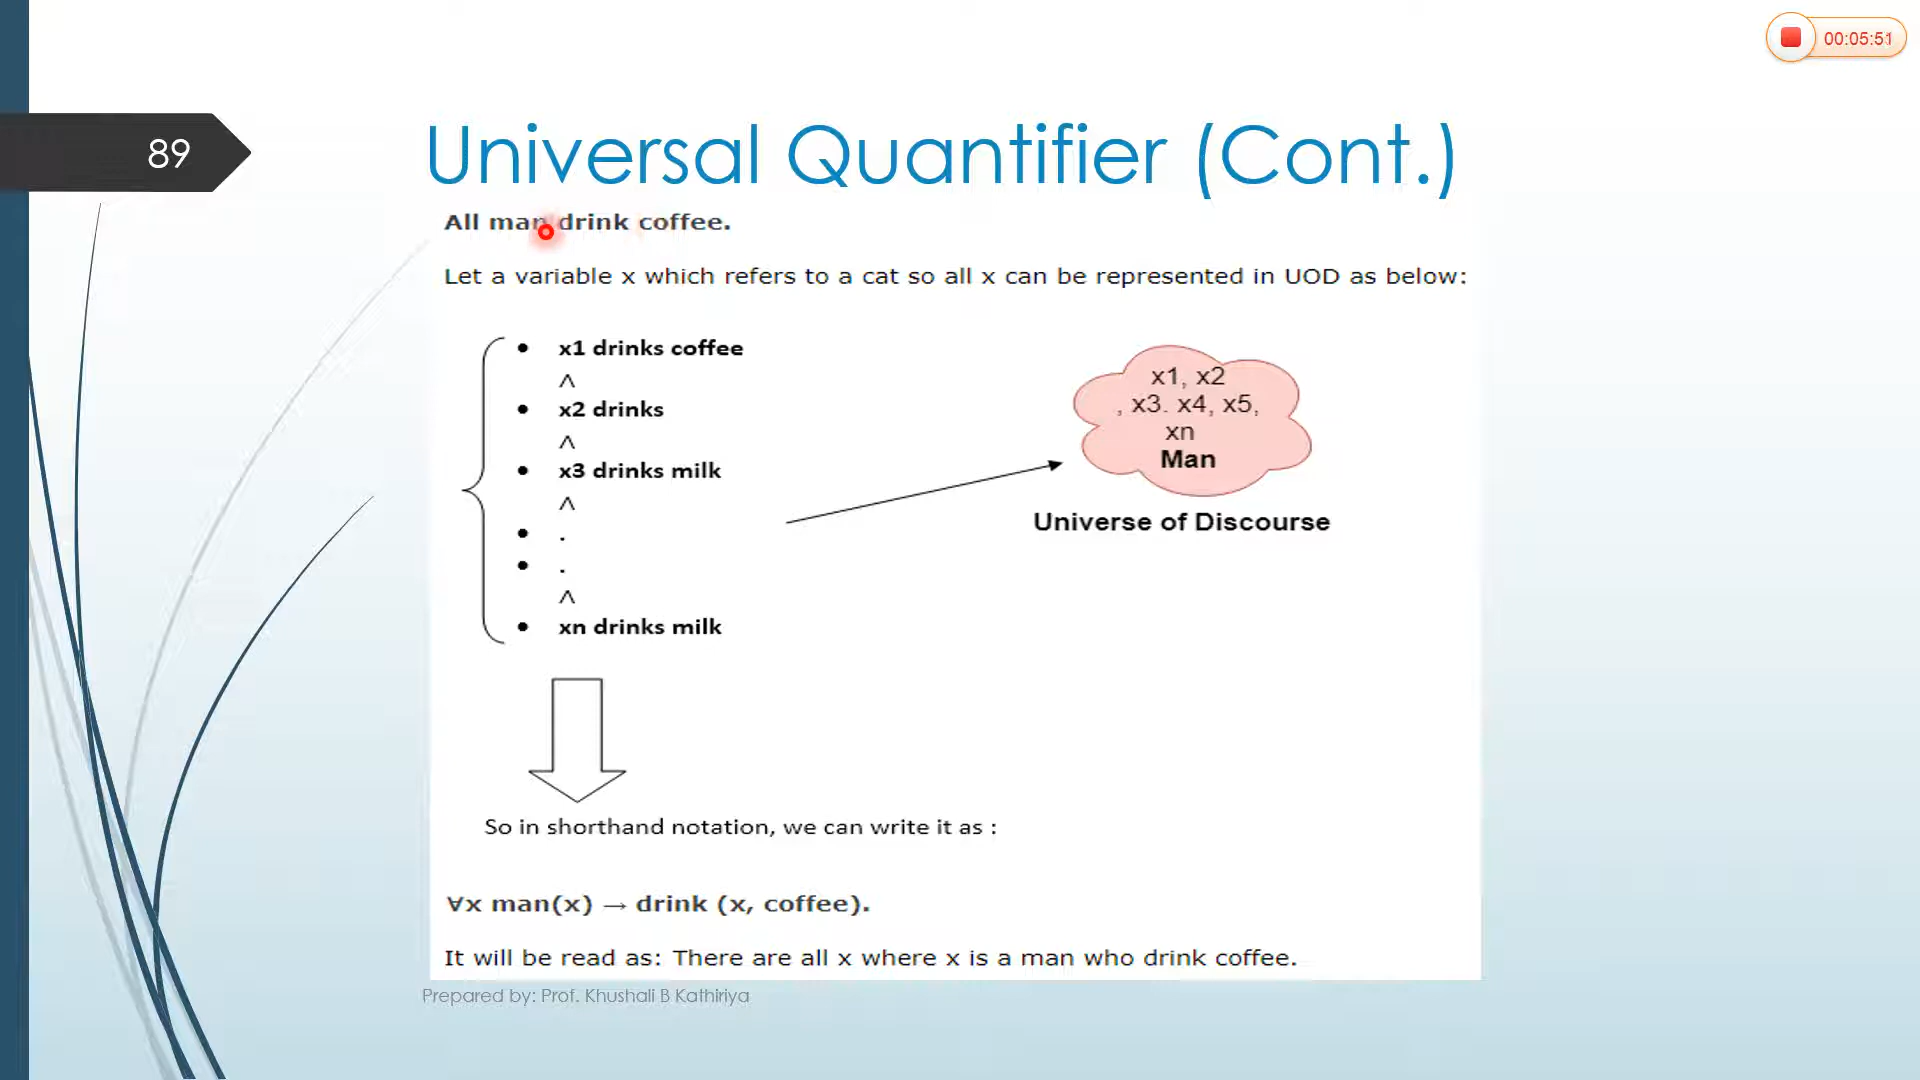 00:05:51
89
Universal Quantifier (Cont.)
All man drink coffee.
Let a variable x which refers to a cat so all x can be represented in UOD as below:
• x1 drinks coffee
^
• x2 drinks
^
• x3 drinks milk
^
• .
• .
^
• xn drinks milk
x1, x2
, x3. x4, x5,
xn
Man
Universe of Discourse
So in shorthand notation, we can write it as :
∀x man(x) → drink (x, coffee).
It will be read as: There are all x where x is a man who drink coffee.
Prepared by: Prof. Khushali B Kathiriya